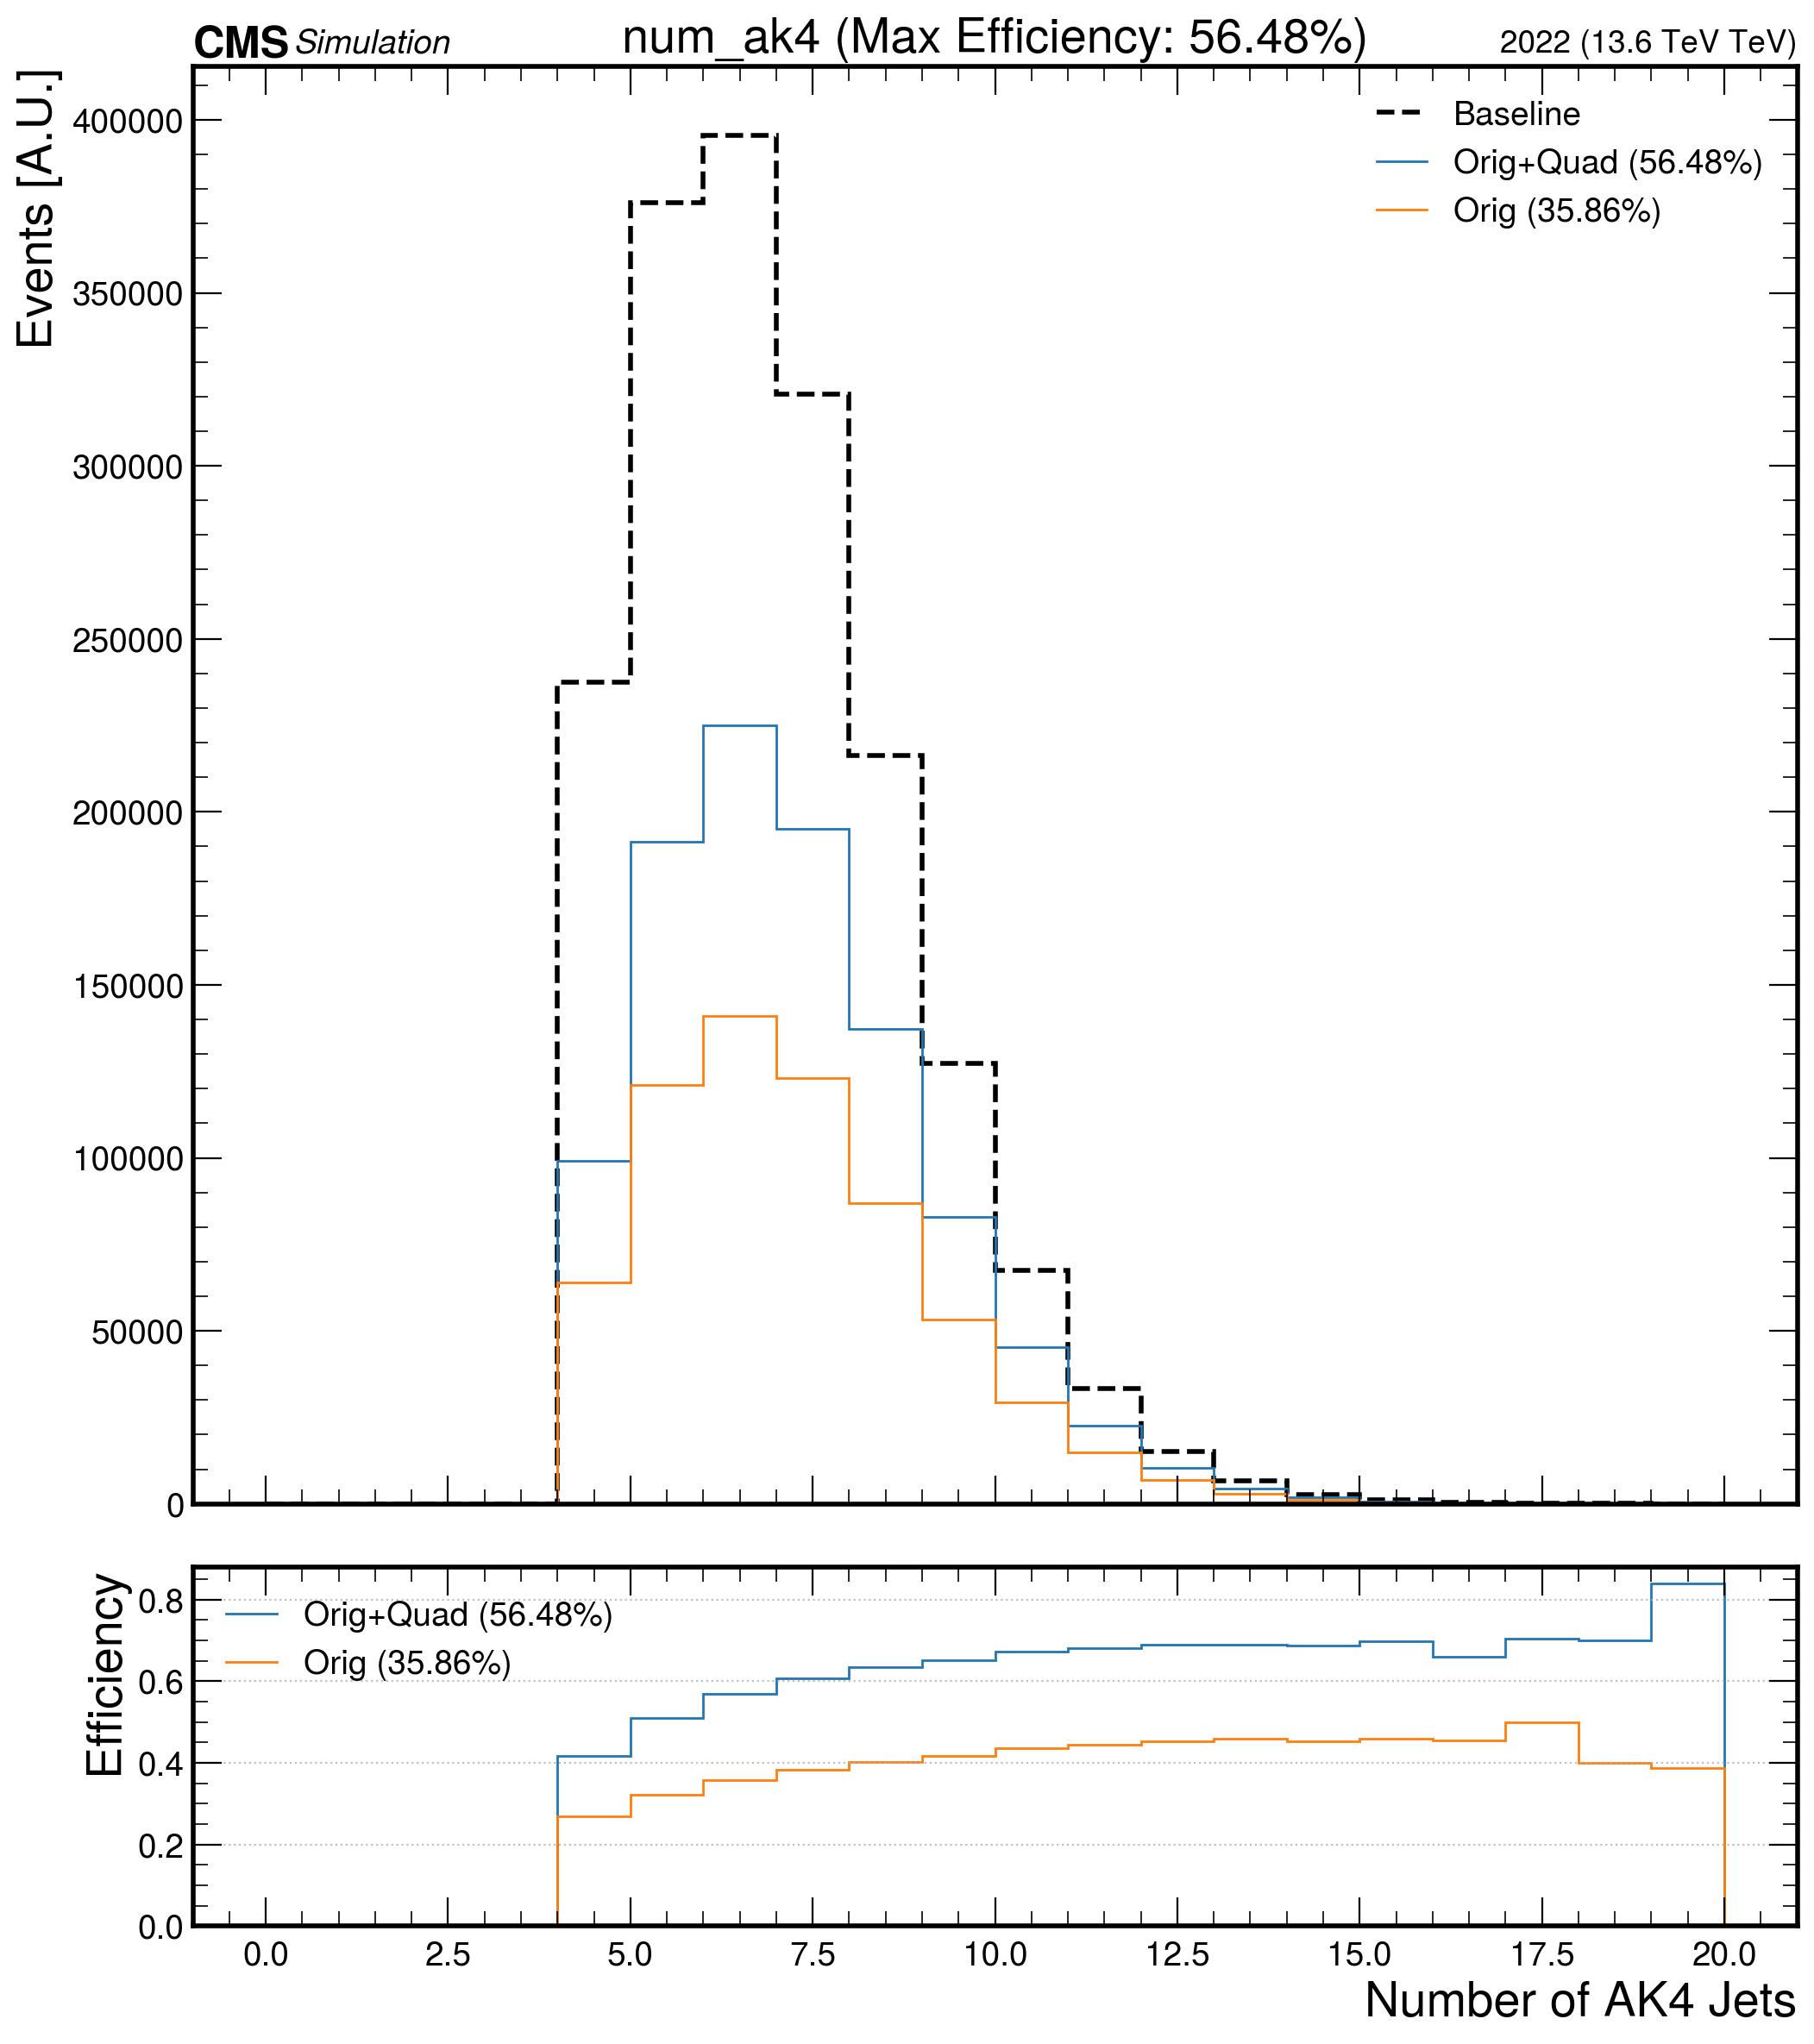 CMS Simulation num_ak4 (Max Efficiency: 56.48%) 2022 (13.6 TeV TeV)
Events [A.U.]
400000
350000
300000
250000
200000
150000
100000
50000
0
Baseline
Orig+Quad (56.48%)
Orig (35.86%)
Efficiency
0.8
0.6
0.4
0.2
0.0
Orig+Quad (56.48%)
Orig (35.86%)
0.0 2.5 5.0 7.5 10.0 12.5 15.0 17.5 20.0
Number of AK4 Jets